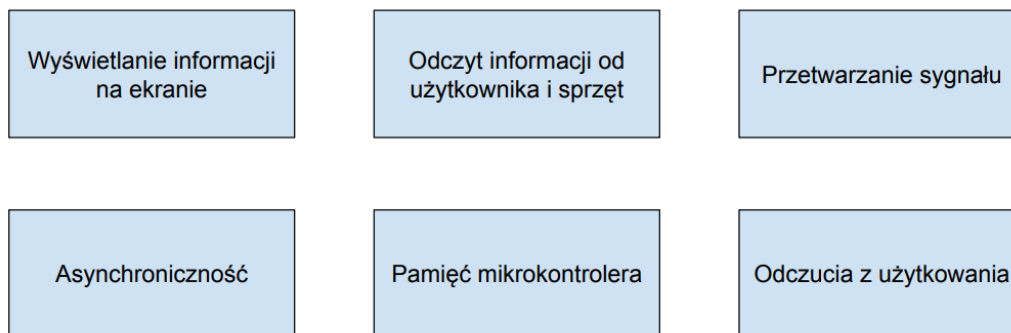 Wyświetlanie informacji
na ekranie
Odczyt informacji od
użytkownika i sprzęt
Przetwarzanie sygnału
Asynchroniczność
Pamięć mikrokontrolera
Odczucia z użytkowania